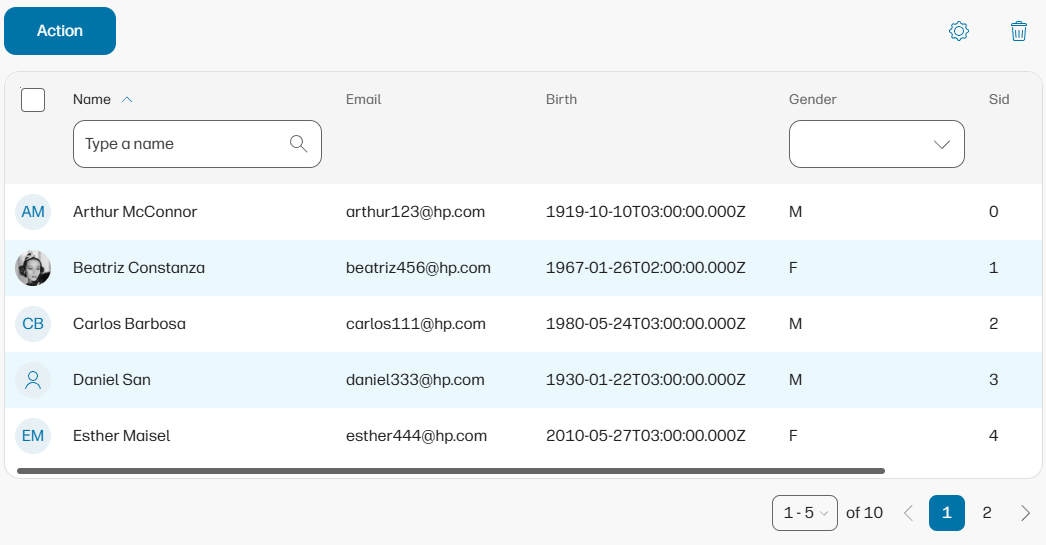 Action
Name Email Birth Gender Sid
Type a name
AM Arthur McConnor arthur123@hp.com 1919-10-10T03:00:00.000Z M 0
Beatriz Constanza beatriz456@hp.com 1967-01-26T02:00:00.000Z F 1
CB Carlos Barbosa carlos111@hp.com 1980-05-24T03:00:00.000Z M 2
Daniel San daniel333@hp.com 1930-01-22T03:00:00.000Z M 3
EM Esther Maisel esther444@hp.com 2010-05-27T03:00:00.000Z F 4
1 - 5 of 10 1 2